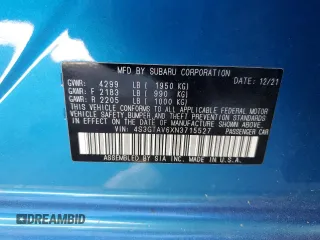 MFD BY SUBARU CORPORATION 12/21
GVWR: 4299 LB ( 1950 KG)
GAWR: F 2183 LB ( 990 KG)
GAWR: R 2205 LB ( 1000 KG)
THIS VEHICLE CONFORMS TO ALL APPLICABLE
FEDERAL MOTOR VEHICLE
SAFETY, BUMPER, AND THEFT PREVENTION
STANDARDS IN EFFECT ON THE DATE OF
MANUFACTURE SHOWN ABOVE.
VIN: 4S3GTAV6XN3715527 PASSENGER CAR
ASSEMBLED BY SIA INC. MADE IN U.S.A.
DREAMBID